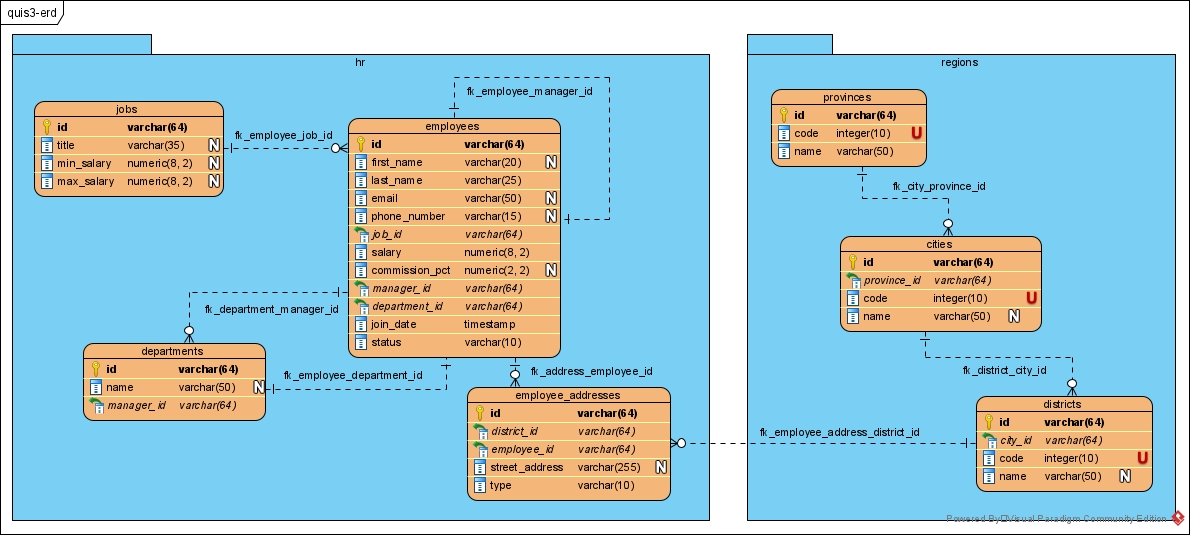 quis3-erd
hr
regions
fk_employee_manager_id
jobs
id varchar(64)
title varchar(35) N
min_salary numeric(8, 2) N
max_salary numeric(8, 2) N
fk_employee_job_id
employees
id varchar(64)
first_name varchar(20) N
last_name varchar(25)
email varchar(50) N
phone_number varchar(15) N
job_id varchar(64)
salary numeric(8, 2)
commission_pct numeric(2, 2) N
manager_id varchar(64)
department_id varchar(64)
join_date timestamp
status varchar(10)
fk_department_manager_id
departments
id varchar(64)
name varchar(50) N
manager_id varchar(64)
fk_employee_department_id
fk_address_employee_id
employee_addresses
id varchar(64)
district_id varchar(64)
employee_id varchar(64)
street_address varchar(255) N
type varchar(10)
fk_employee_address_district_id
provinces
id varchar(64)
code integer(10) U
name varchar(50)
fk_city_province_id
cities
id varchar(64)
province_id varchar(64)
code integer(10) U
name varchar(50) N
fk_district_city_id
districts
id varchar(64)
city_id varchar(64)
code integer(10) U
name varchar(50) N
Powered By Visual Paradigm Community Edition